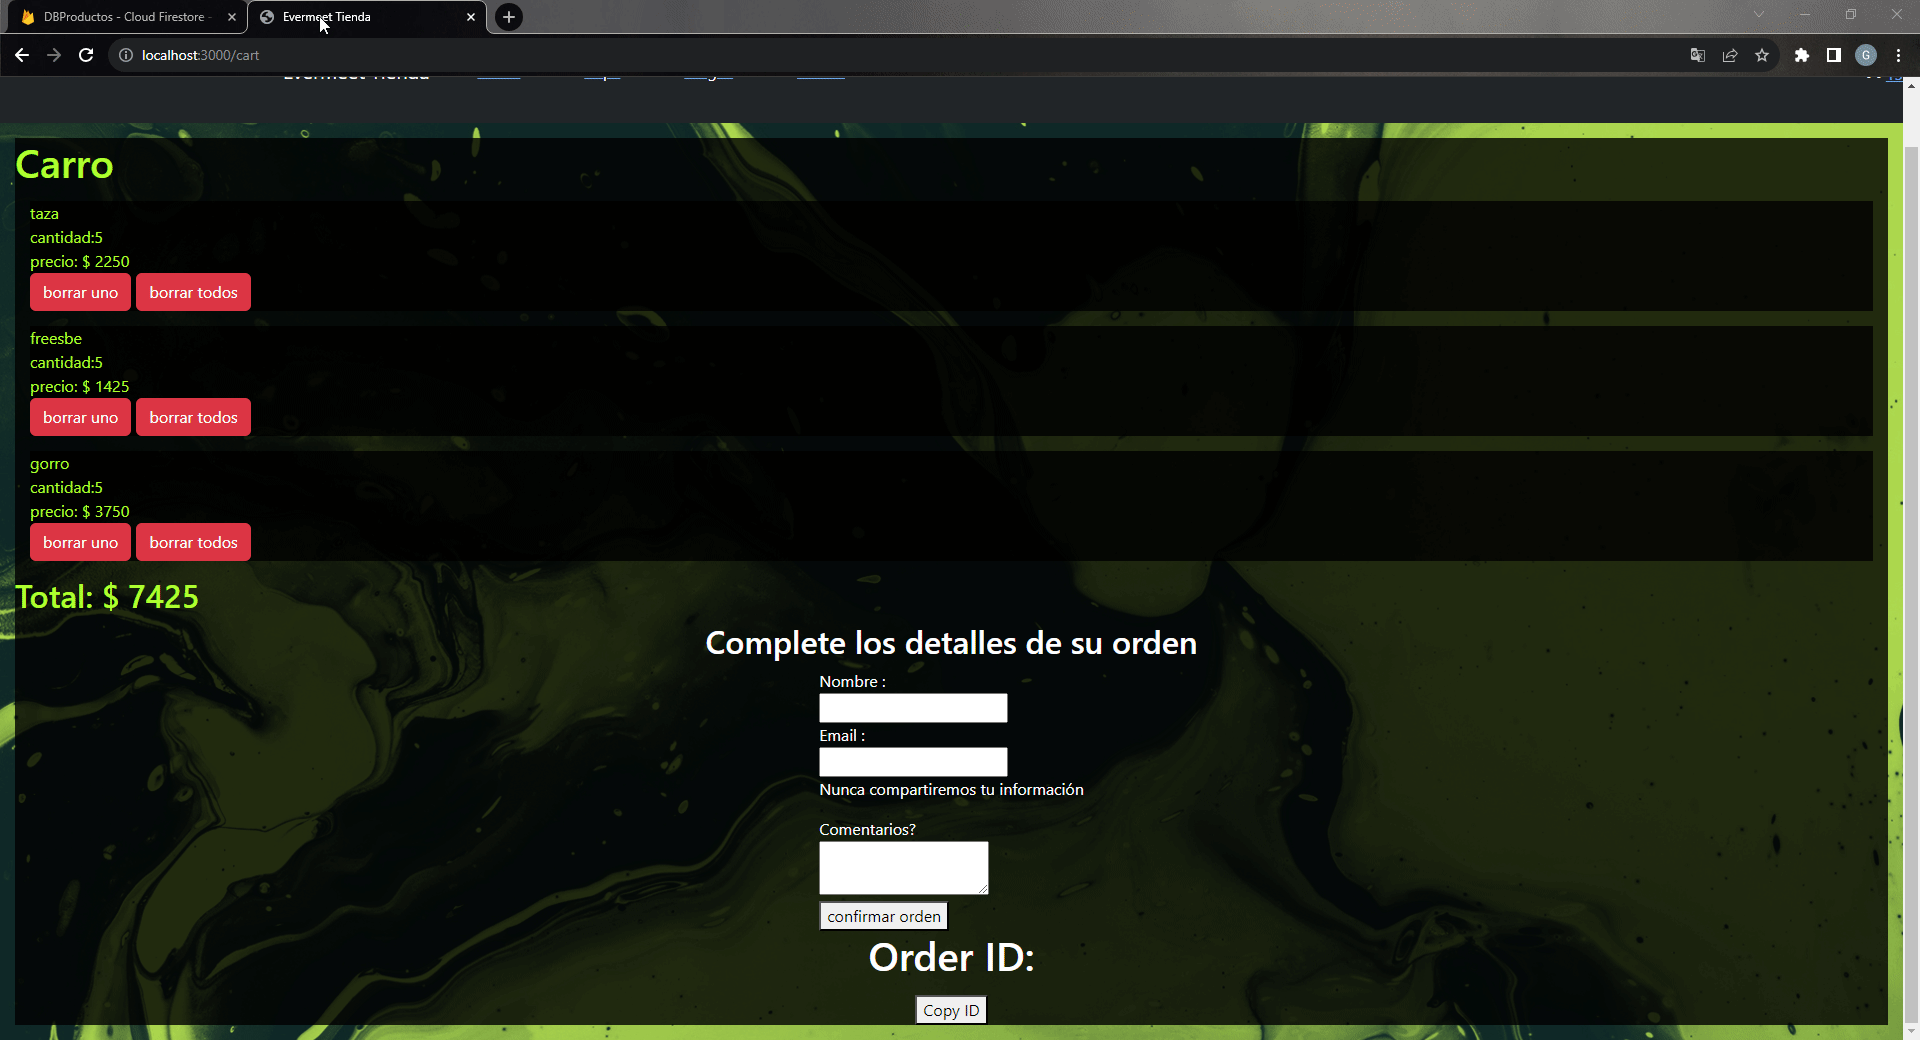 DBProductos - Cloud Firestore -
Evermeet Tienda
localhost:3000/cart
G
Evermeet Tienda
Carro
taza
cantidad:5
precio: $ 2250
borrar uno borrar todos
freesbe
cantidad:5
precio: $ 1425
borrar uno borrar todos
gorro
cantidad:5
precio: $ 3750
borrar uno borrar todos
Total: $ 7425
Complete los detalles de su orden
Nombre :
Email :
Nunca compartiremos tu información
Comentarios?
confirmar orden
Order ID:
Copy ID